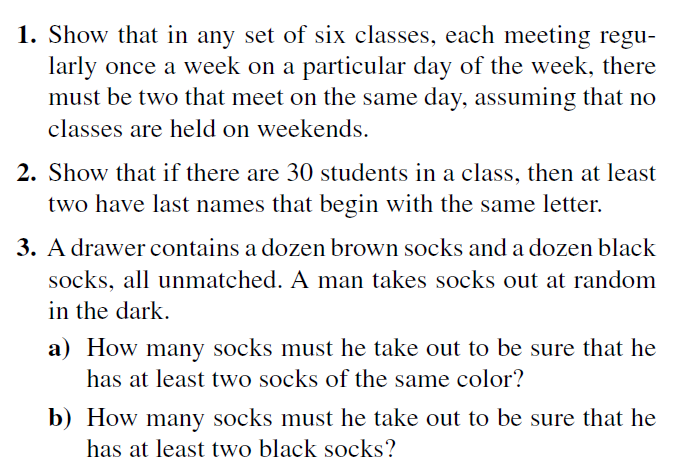 1. Show that in any set of six classes, each meeting regu-
larly once a week on a particular day of the week, there
must be two that meet on the same day, assuming that no
classes are held on weekends.
2. Show that if there are 30 students in a class, then at least
two have last names that begin with the same letter.
3. A drawer contains a dozen brown socks and a dozen black
socks, all unmatched. A man takes socks out at random
in the dark.
a) How many socks must he take out to be sure that he
has at least two socks of the same color?
b) How many socks must he take out to be sure that he
has at least two black socks?